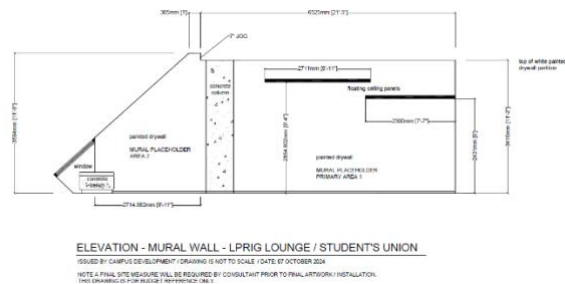 305mm [1']
6525mm [21'-5"]
7" JOG
2711mm [8'-11"]
top of white painted
drywall partition
concrete
column
floating ceiling panels
painted drywall
MURAL PLACEHOLDER
AREA 2
window
painted drywall
MURAL PLACEHOLDER
PRIMARY AREA 1
ELEVATION - MURAL WALL - LPRIG LOUNGE / STUDENT'S UNION
ISSUED BY CAMPUS DEVELOPMENT / DRAWING IS NOT TO SCALE / DATE: 07 OCTOBER 2024
NOTE A FINAL SITE MEASURE WILL BE REQUIRED BY CONSULTANT PRIOR TO FINAL ARTWORK / INSTALLATION.
THIS DRAWING IS FOR BUDGET REFERENCE ONLY.